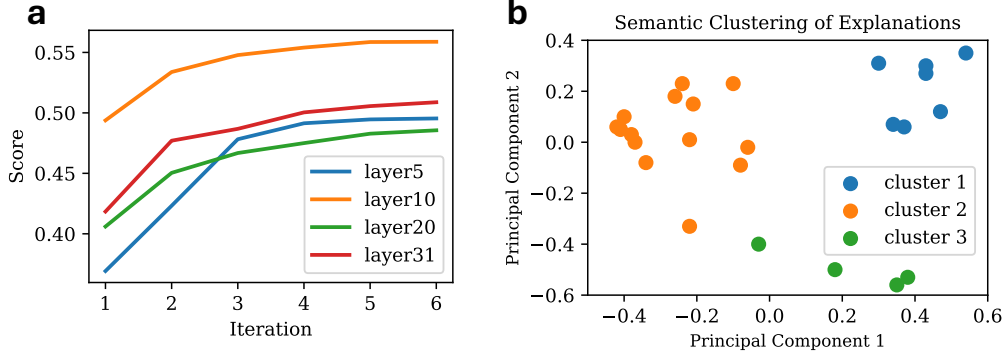 a
0.55
0.50
0.45
0.40
Score
1 2 3 4 5 6
Iteration
layer5
layer10
layer20
layer31
b
Semantic Clustering of Explanations
0.4
0.2
0.0
−0.2
−0.4
−0.6
Principal Component 2
−0.4 −0.2 0.0 0.2 0.4 0.6
Principal Component 1
cluster 1
cluster 2
cluster 3